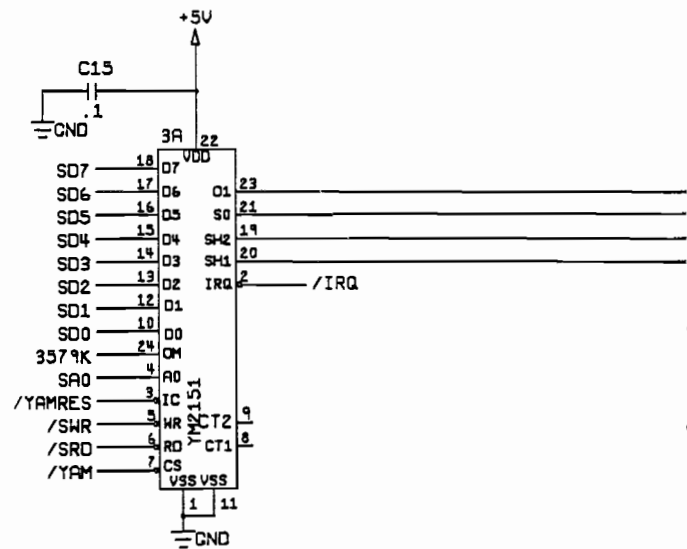 +5V
C15
.1
GND
3A
22
VDD
SD7 18 D7
SD6 17 D6 O1 23
SD5 16 D5 SO 21
SD4 15 D4 SH2 19
SD3 14 D3 SH1 20
SD2 13 D2 IRQ 2 /IRQ
SD1 12 D1
SD0 10 D0
3579K 24 OM
SA0 4 A0
/YAMRES 3 IC
/SWR 5 WR CT2 9
/SRD 6 RD CT1 8
/YAM 7 CS
YM2151
VSS VSS
1 11
GND